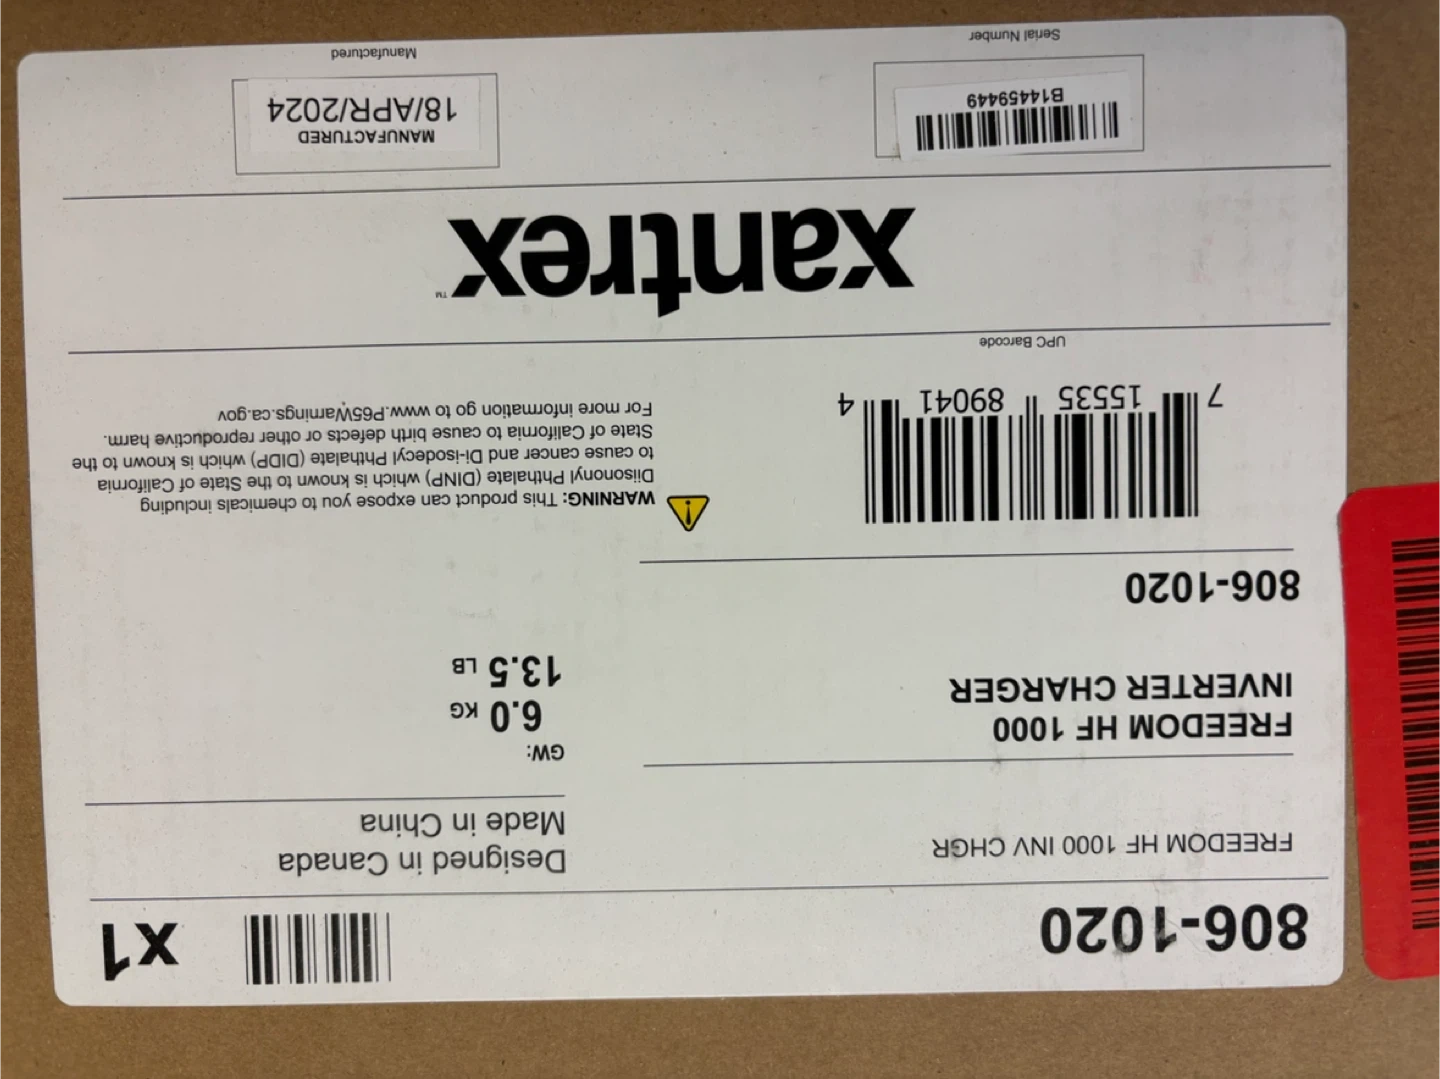 806-1020
x1
FREEDOM HF 1000 INV CHGR
Designed in Canada
Made in China
FREEDOM HF 1000
INVERTER CHARGER
GW:
6.0 KG
13.5 LB
806-1020
WARNING: This product can expose you to chemicals including
Diisononyl Phthalate (DINP) which is known to the State of California
to cause cancer and Di-isodecyl Phthalate (DIDP) which is known to the
State of California to cause birth defects or other reproductive harm.
For more information go to www.P65Warnings.ca.gov
7 15535 89041 4
UPC Barcode
xantrex™
B14459449
Serial Number
MANUFACTURED
18/APR/2024
Manufactured